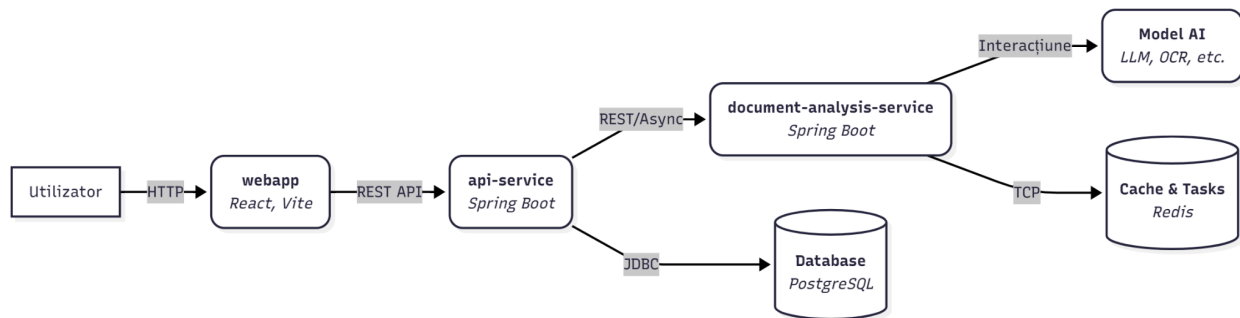 Utilizator
HTTP
webapp
React, Vite
REST API
api-service
Spring Boot
REST/Async
document-analysis-service
Spring Boot
Interacțiune
Model AI
LLM, OCR, etc.
TCP
Cache & Tasks
Redis
JDBC
Database
PostgreSQL